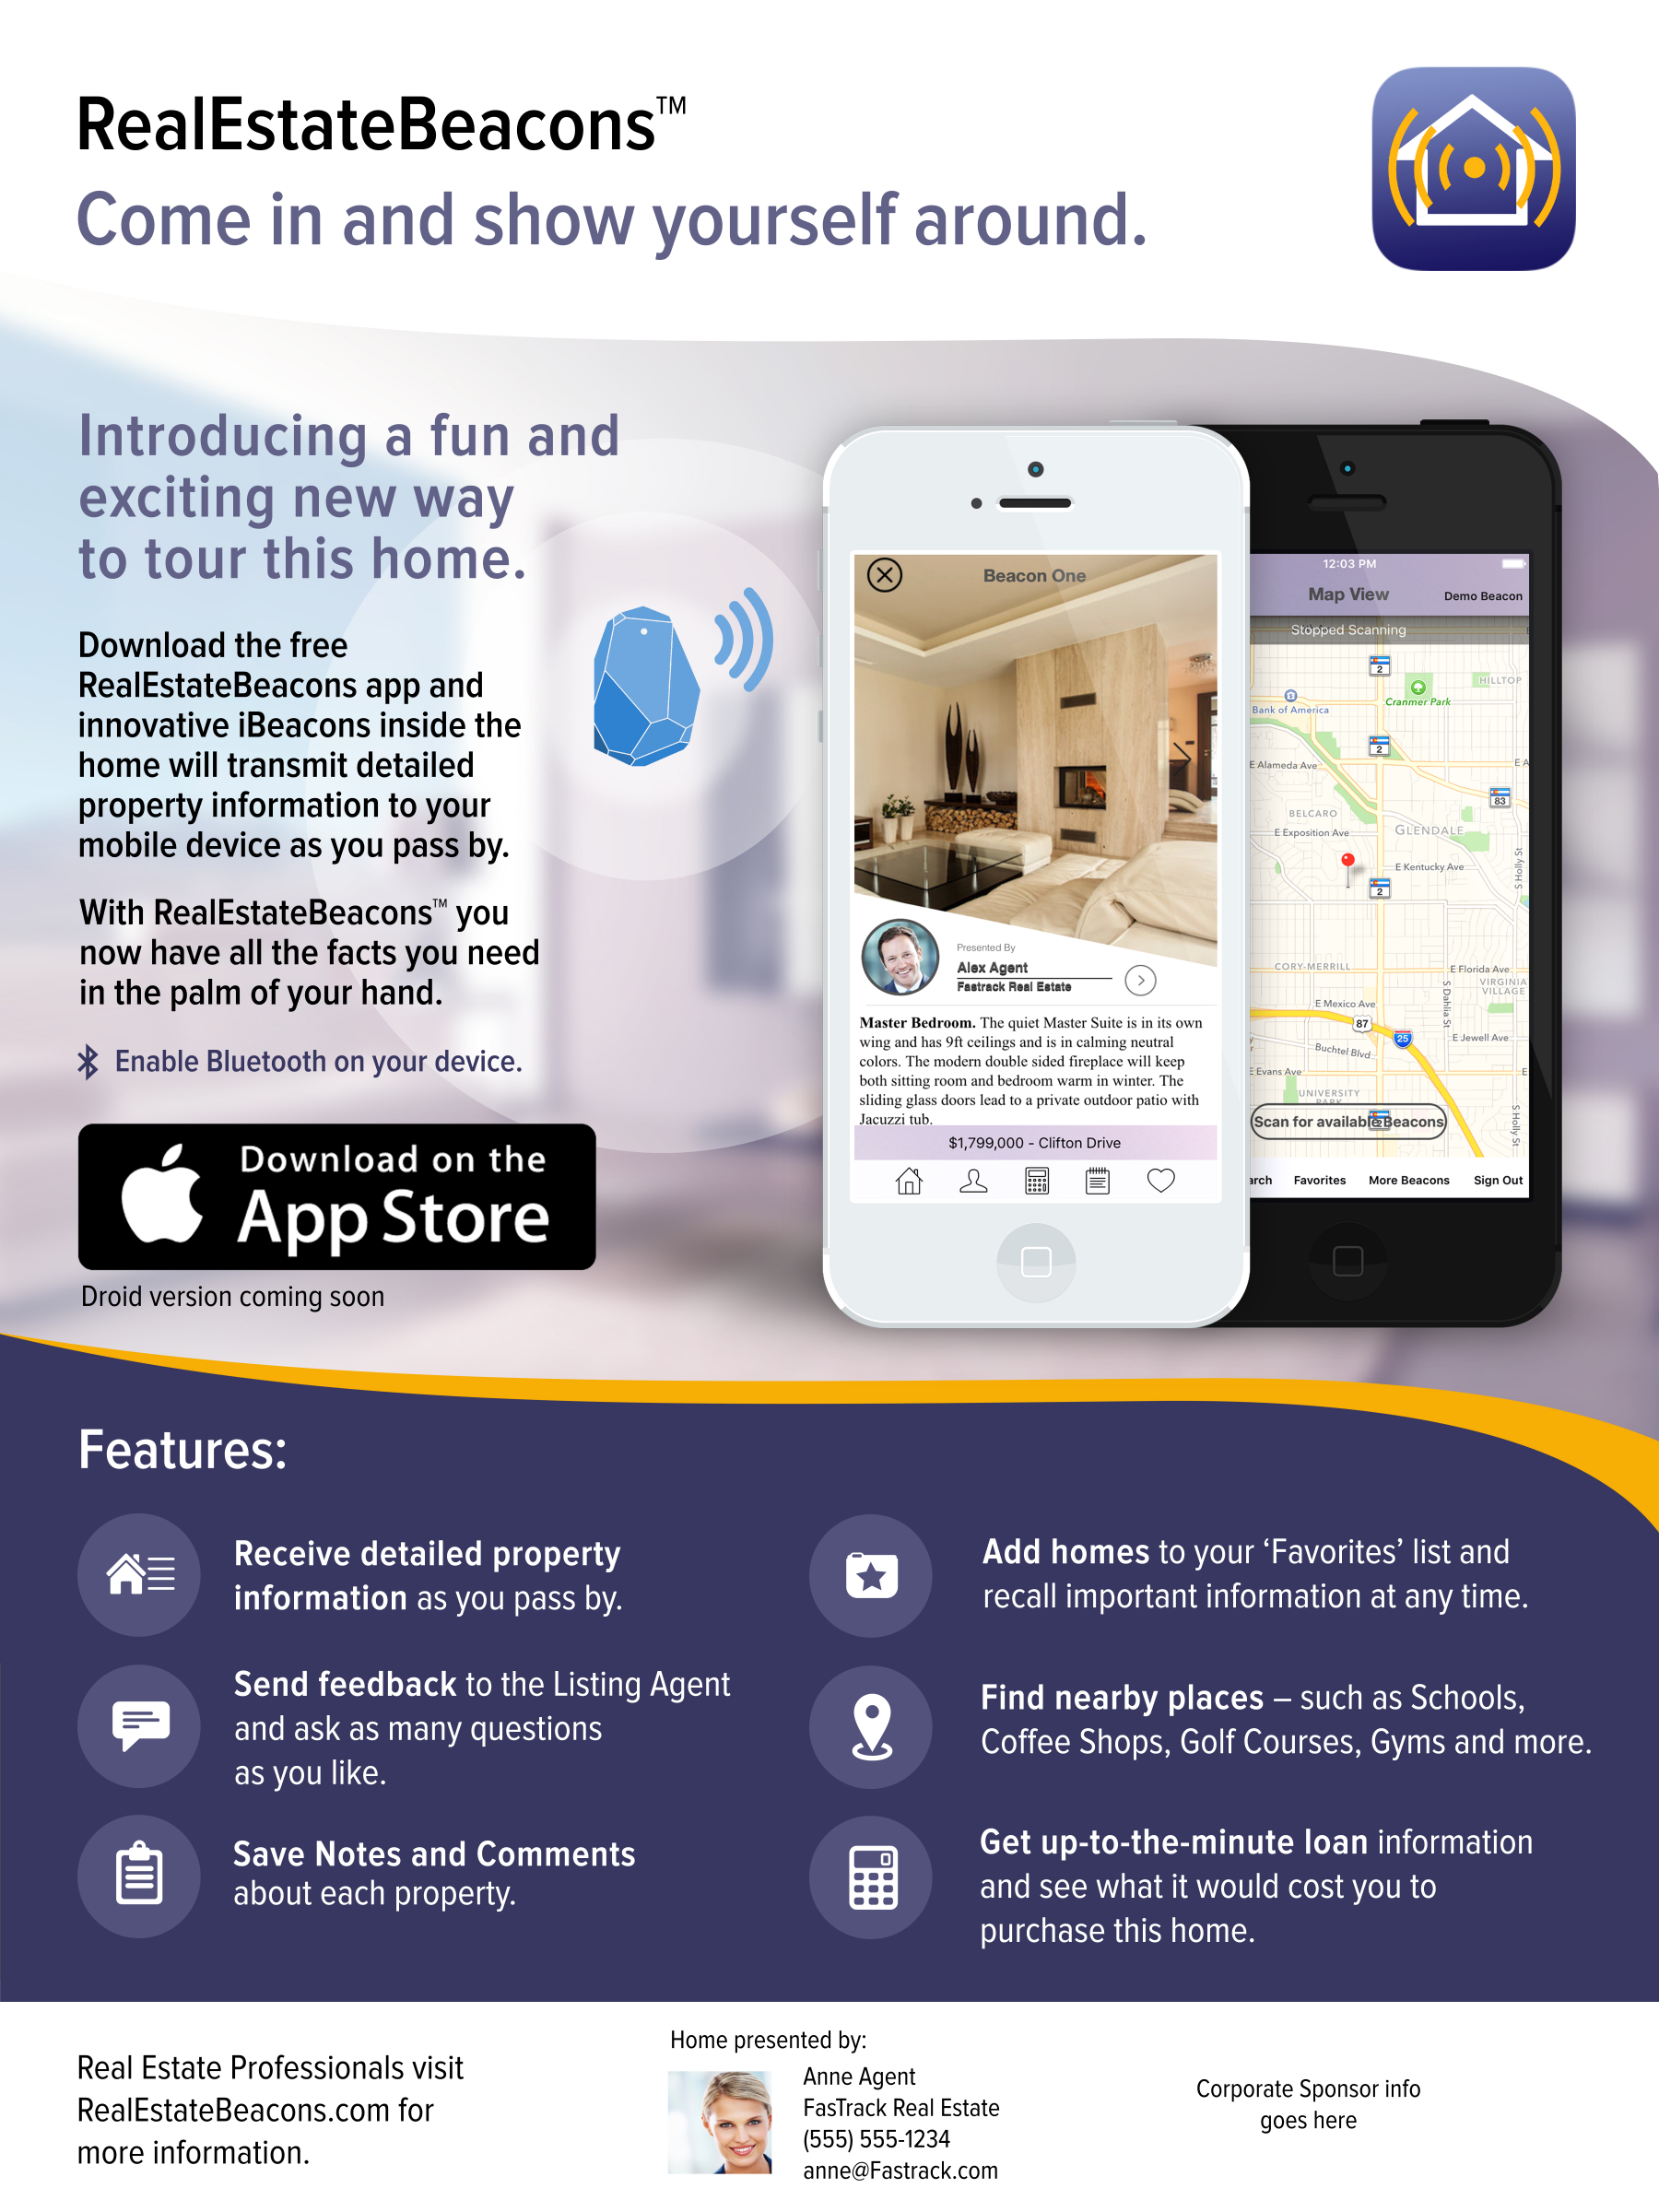 RealEstateBeacons™
Come in and show yourself around.
Introducing a fun and
exciting new way
to tour this home.
Download the free
RealEstateBeacons app and
innovative iBeacons inside the
home will transmit detailed
property information to your
mobile device as you pass by.
With RealEstateBeacons™ you
now have all the facts you need
in the palm of your hand.
Enable Bluetooth on your device.
Download on the
App Store
Droid version coming soon
Beacon One
Presented By
Alex Agent
Fastrack Real Estate
Master Bedroom. The quiet Master Suite is in its own
wing and has 9ft ceilings and is in calming neutral
colors. The modern double sided fireplace will keep
both sitting room and bedroom warm in winter. The
sliding glass doors lead to a private outdoor patio with
Jacuzzi tub.
$1,799,000 - Clifton Drive
12:03 PM
Map View
Demo Beacon
Stopped Scanning
2
HILLTOP
Cranmer Park
Bank of America
2
E Alameda Ave
E A
83
BELCARO
E Exposition Ave
GLENDALE
S Holly St
E Kentucky Ave
2
CORY-MERRILL
E Florida Ave
S Dahlia St
VIRGINIA
VILLAGE
E Mexico Ave
87
25
E Jewell Ave
Buchtel Blvd
E Evans Ave
E
UNIVERSITY
PARK
S Holly St
Scan for available Beacons
2
arch
Favorites
More Beacons
Sign Out
Features:
Receive detailed property
information as you pass by.
Send feedback to the Listing Agent
and ask as many questions
as you like.
Save Notes and Comments
about each property.
Add homes to your ‘Favorites’ list and
recall important information at any time.
Find nearby places – such as Schools,
Coffee Shops, Golf Courses, Gyms and more.
Get up-to-the-minute loan information
and see what it would cost you to
purchase this home.
Real Estate Professionals visit
RealEstateBeacons.com for
more information.
Home presented by:
Anne Agent
FasTrack Real Estate
(555) 555-1234
anne@Fastrack.com
Corporate Sponsor info
goes here